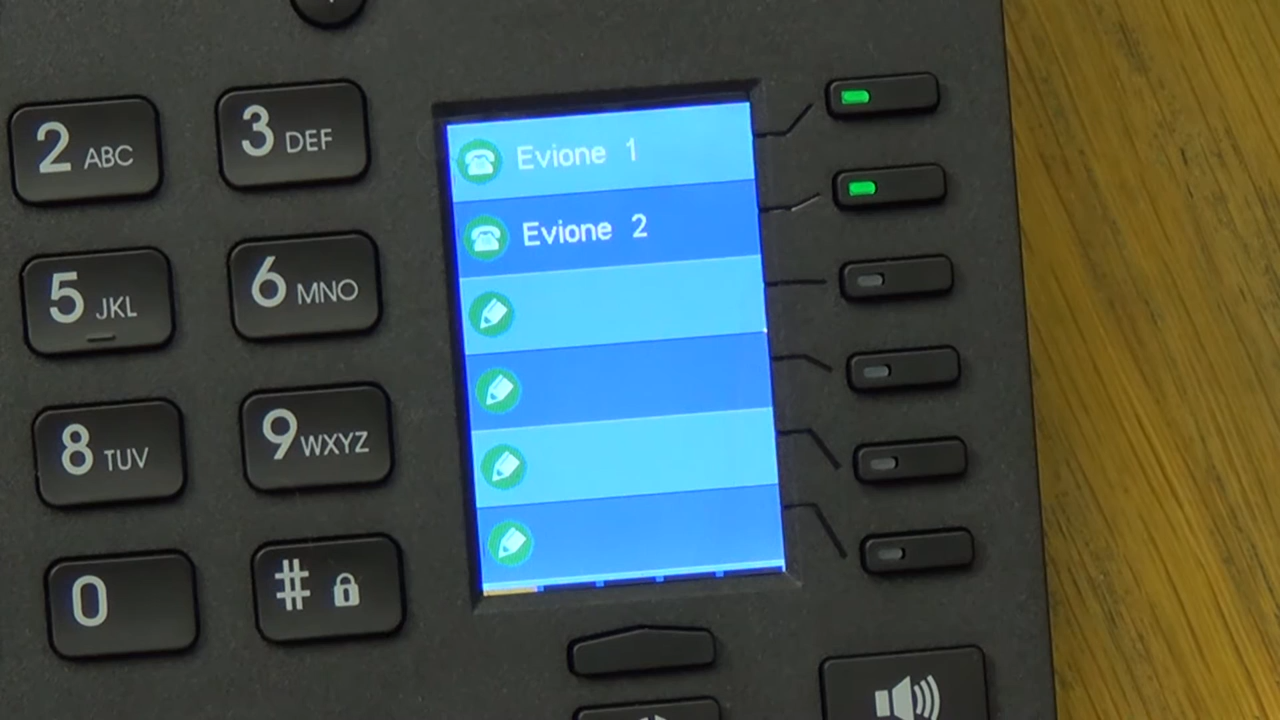 2 ABC
3 DEF
5 JKL
6 MNO
8 TUV
9 WXYZ
0
#
Evione 1
Evione 2